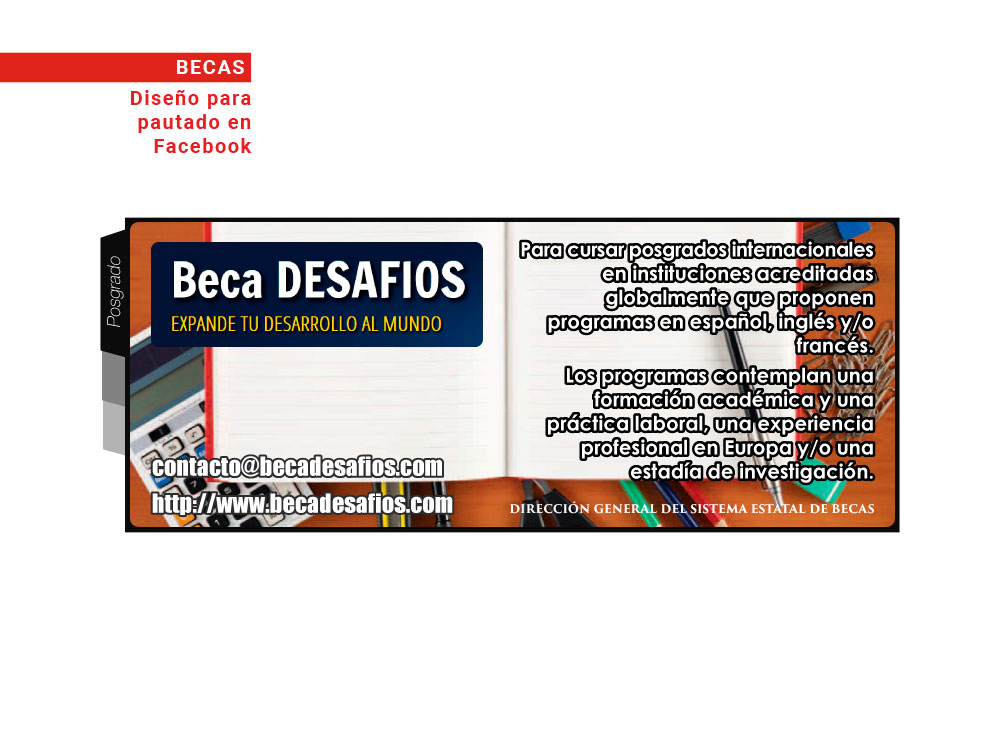 BECAS
Diseño para
pautado en
Facebook
Posgrado
Beca DESAFIOS
EXPANDE TU DESARROLLO AL MUNDO
contacto@becadesafios.com
http://www.becadesafios.com
Para cursar posgrados internacionales
en instituciones acreditadas
globalmente que proponen
programas en español, inglés y/o
francés.
Los programas contemplan una
formación académica y una
práctica laboral, una experiencia
profesional en Europa y/o una
estadía de investigación.
DIRECCIÓN GENERAL DEL SISTEMA ESTATAL DE BECAS